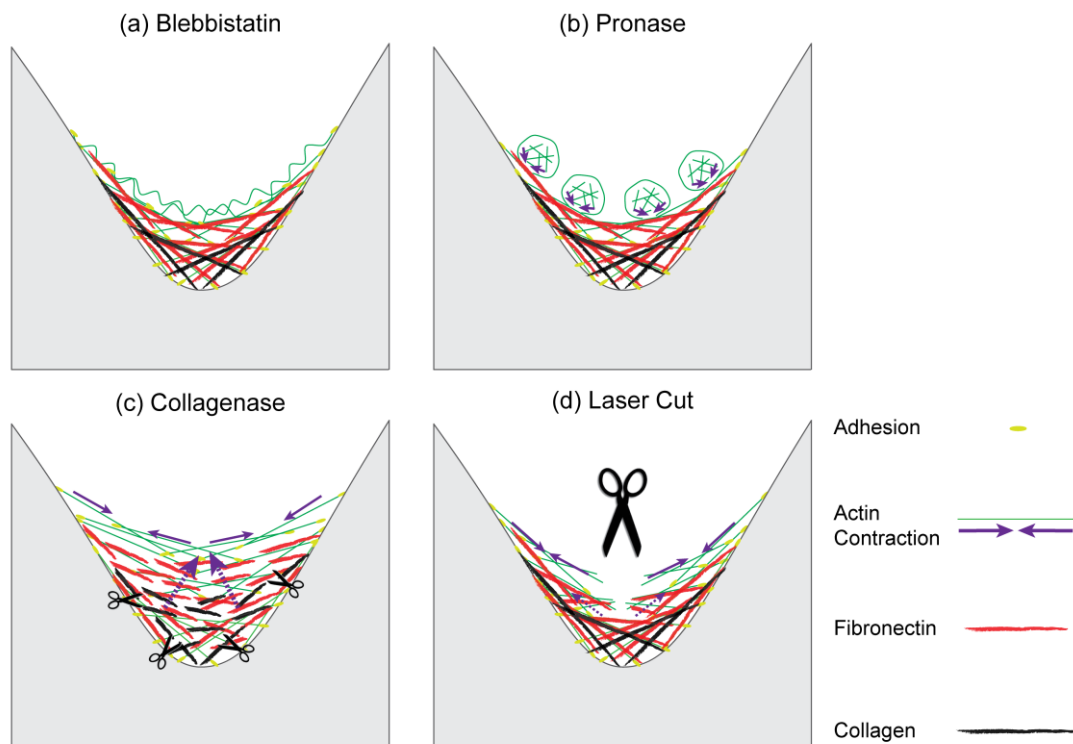 (a) Blebbistatin
(b) Pronase
(c) Collagenase
(d) Laser Cut
Adhesion
Actin
Contraction
Fibronectin
Collagen